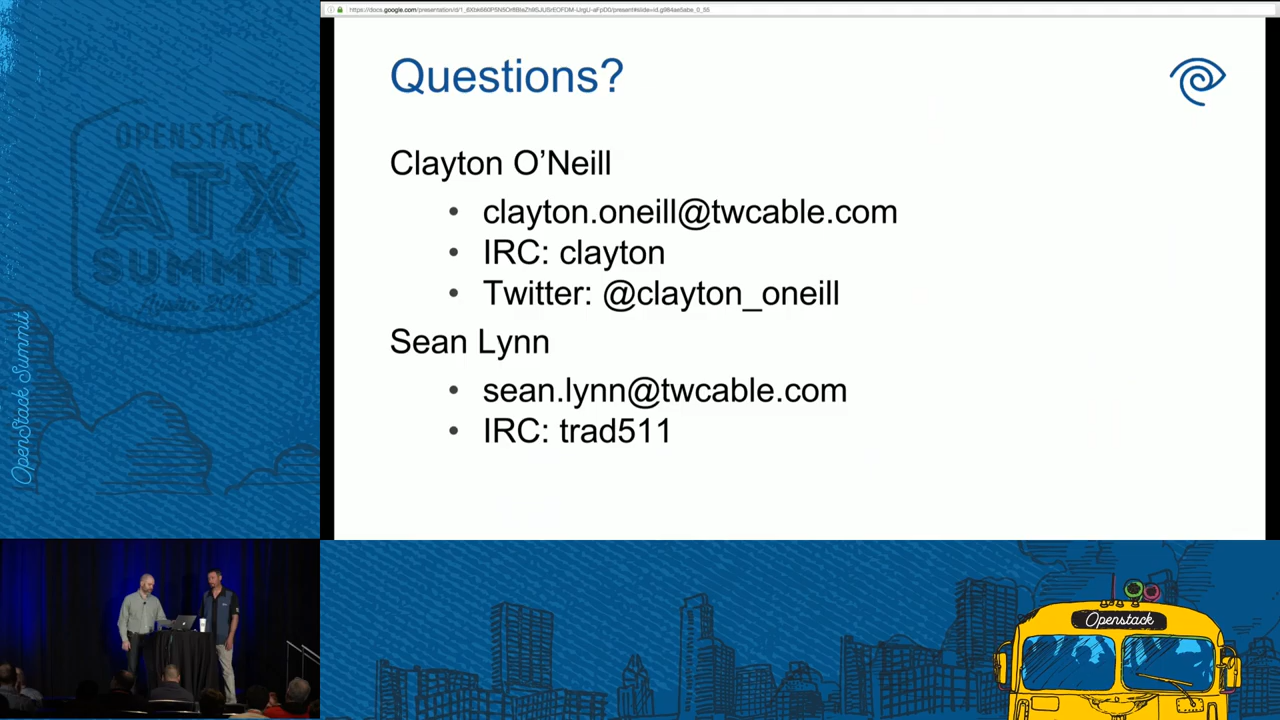 Questions?
Clayton O’Neill
• clayton.oneill@twcable.com
• IRC: clayton
• Twitter: @clayton_oneill
Sean Lynn
• sean.lynn@twcable.com
• IRC: trad511
OPENSTACK
ATX
SUMMIT
OpenStack Summit
Openstack